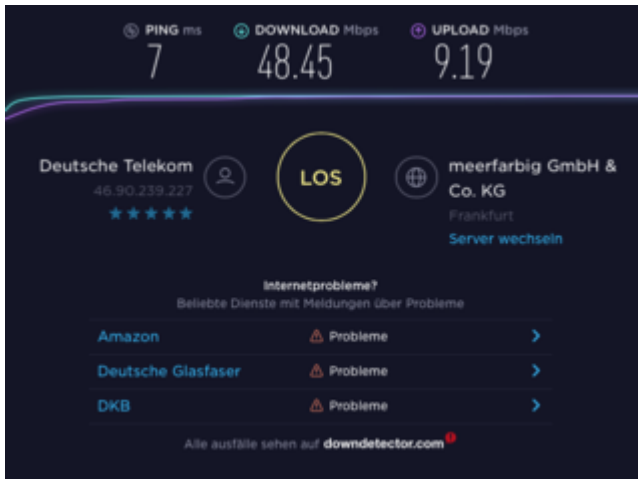 PING ms DOWNLOAD Mbps UPLOAD Mbps
7 48.45 9.19
Deutsche Telekom
46.90.239.227
LOS
meerfarbig GmbH &
Co. KG
Frankfurt
Server wechseln
Internetprobleme?
Beliebte Dienste mit Meldungen über Probleme
Amazon Probleme
Deutsche Glasfaser Probleme
DKB Probleme
Alle ausfälle sehen auf downdetector.com